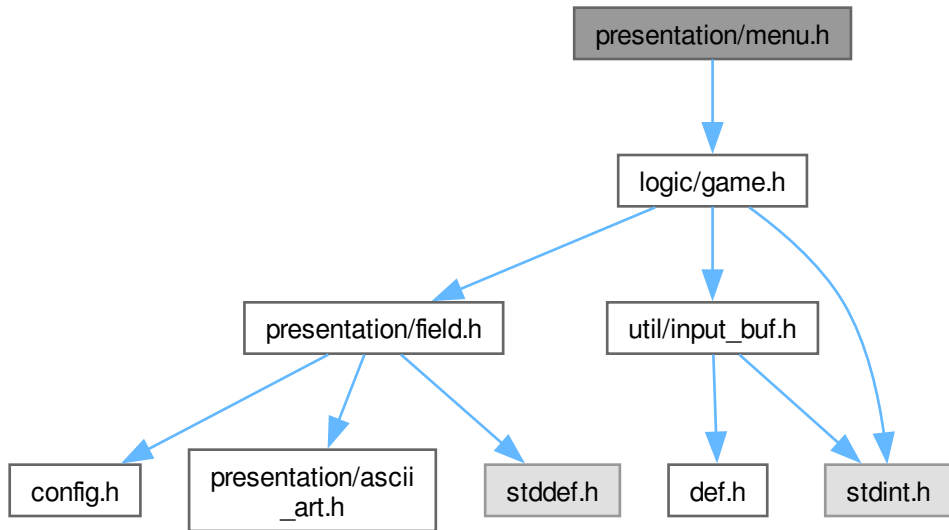 presentation/menu.h
logic/game.h
presentation/field.h
util/input_buf.h
config.h
presentation/ascii
_art.h
stddef.h
def.h
stdint.h